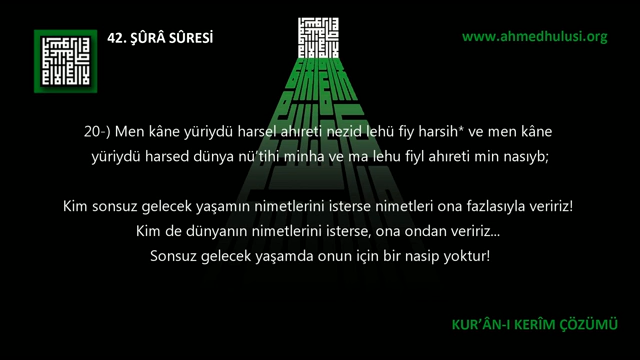 42. ŞÛRÂ SÛRESİ
www.ahmedhulusi.org
20-) Men kâne yüriydü harsel ahıreti nezid lehü fiy harsih* ve men kâne
yüriydü harsed dünya nü'tihi minha ve ma lehu fiyl ahıreti min nasıyb;
Kim sonsuz gelecek yaşamın nimetlerini isterse nimetleri ona fazlasıyla veririz!
Kim de dünyanın nimetlerini isterse, ona ondan veririz...
Sonsuz gelecek yaşamda onun için bir nasip yoktur!
KUR'ÂN-I KERÎM ÇÖZÜMÜ